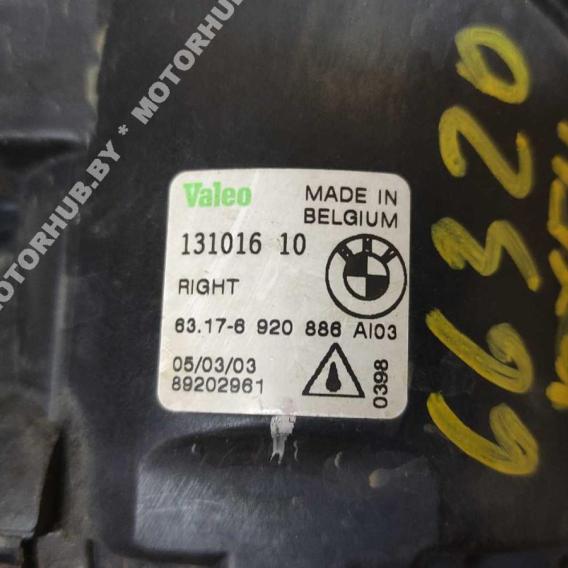 MOTORHUB.BY * MOTORHUB
Valeo
MADE IN
BELGIUM
131016 10
RIGHT
63.17-6 920 886 AI03
05/03/03
89202961
0398
66320